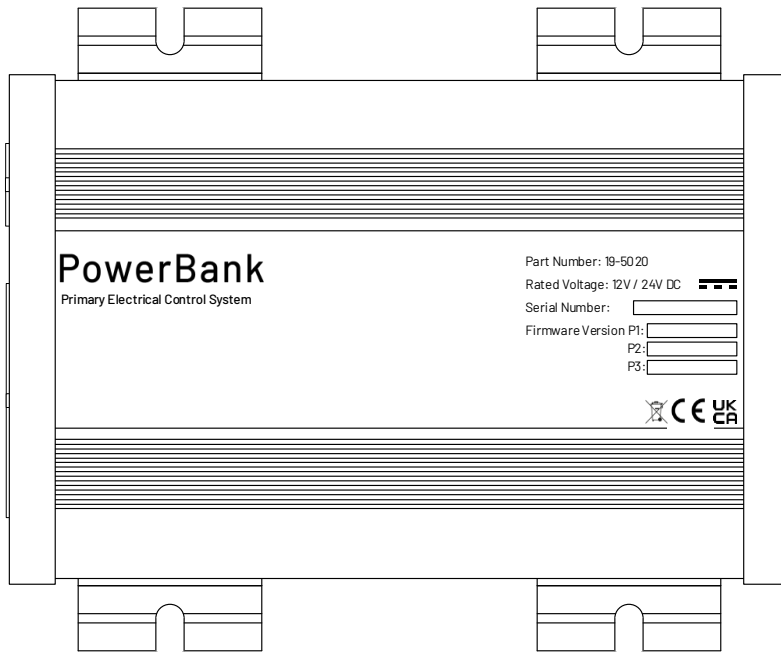 PowerBank
Primary Electrical Control System
Part Number: 19-5020
Rated Voltage: 12V / 24V DC
Serial Number:
Firmware Version P1:
P2:
P3:
CE UK
CA